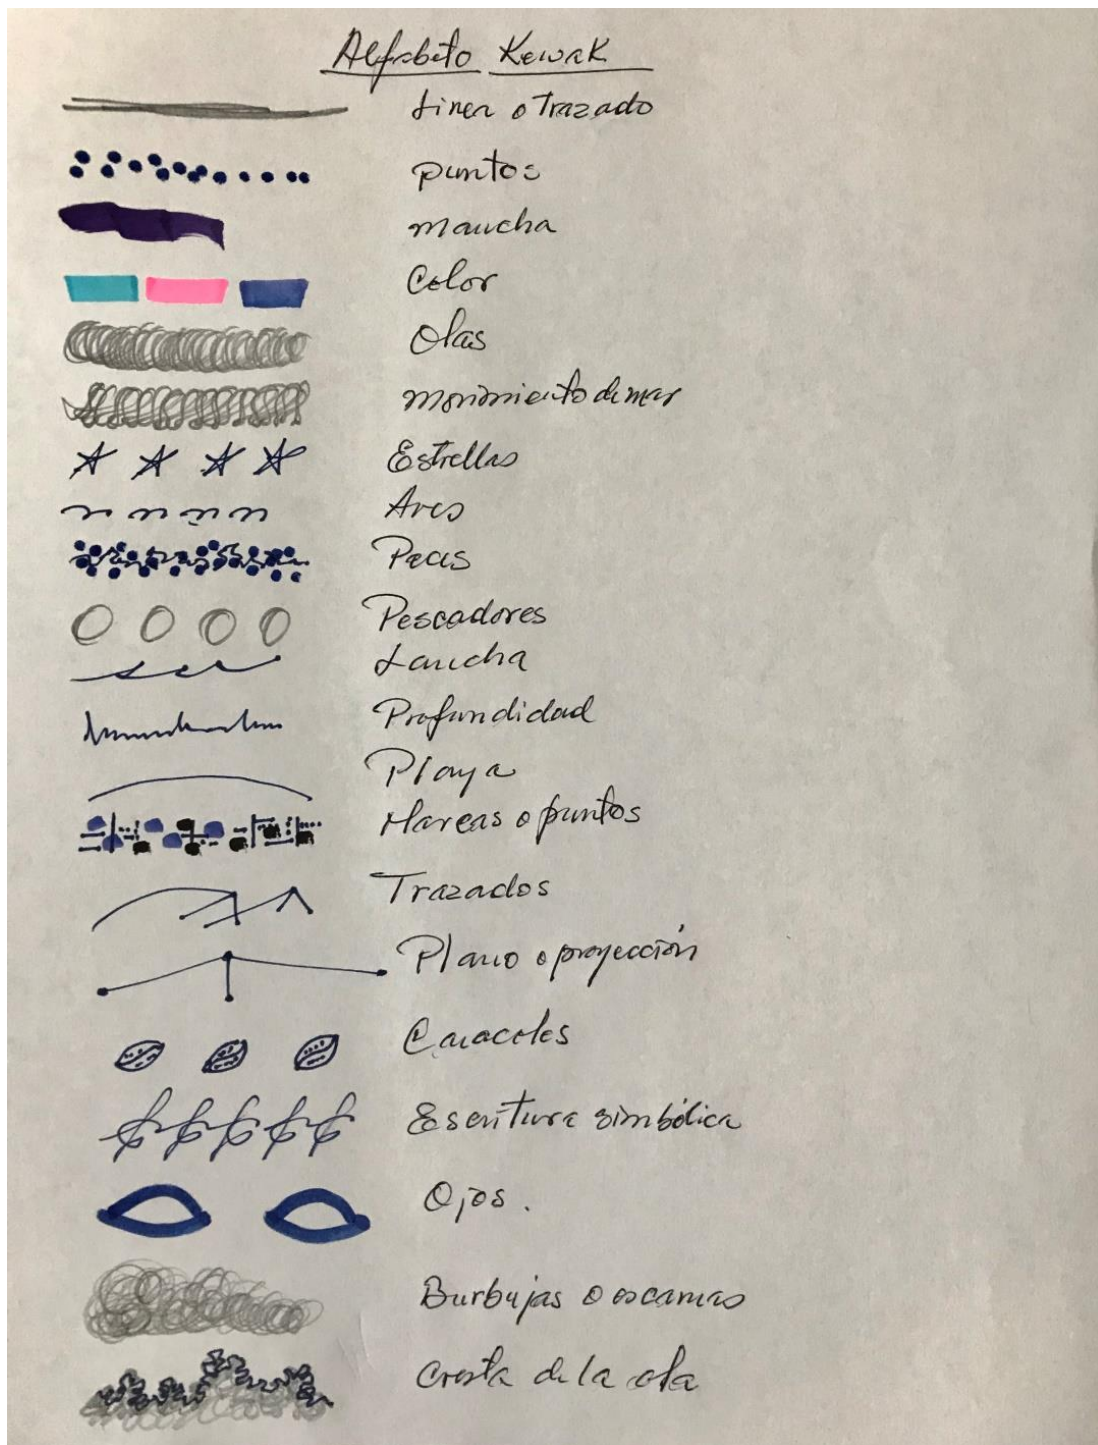 Alfabeto Kewak
Linea o Trazado
puntos
mancha
Color
Olas
movimiento de mar
Estrellas
Aves
Peces
Pescadores
Lancha
Profundidad
Playa
Mareas o puntos
Trazados
Plano o proyección
Caracoles
Escritura simbólica
Ojos.
Burbujas o escamas
Cresta de la ola